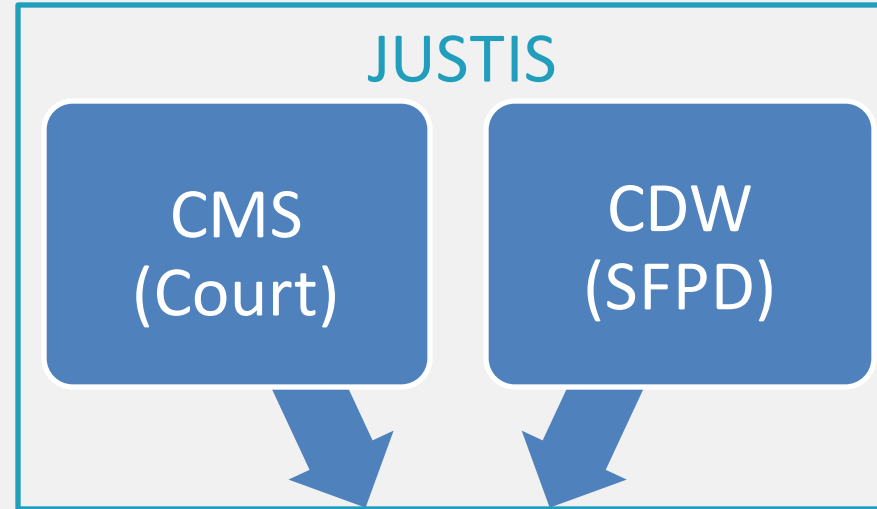 JUSTIS
CMS
(Court)
CDW
(SFPD)